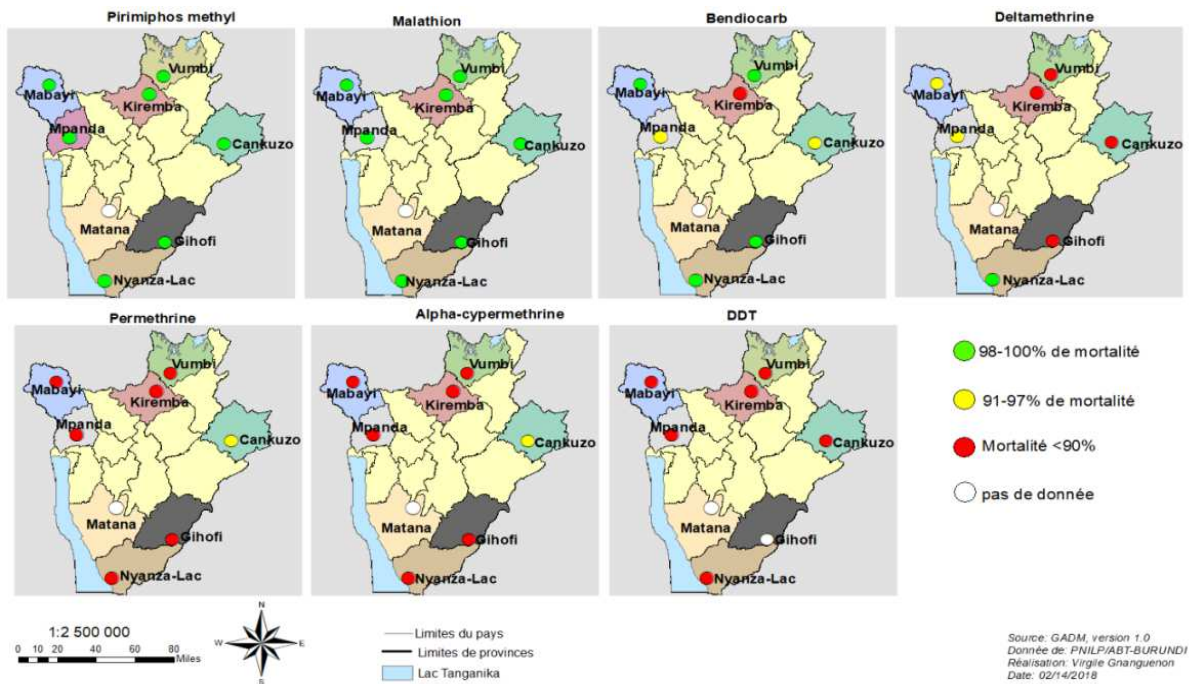 Pirimiphos methyl
Vumbi
Mabayi
Kiremba
Mpanda
Cankuzo
Matana
Gihofi
Nyanza-Lac
Malathion
Vumbi
Mabayi
Kiremba
Mpanda
Cankuzo
Matana
Gihofi
Nyanza-Lac
Bendiocarb
Vumbi
Mabayi
Kiremba
Mpanda
Cankuzo
Matana
Gihofi
Nyanza-Lac
Deltamethrine
Vumbi
Mabayi
Kiremba
Mpanda
Cankuzo
Matana
Gihofi
Nyanza-Lac
Permethrine
Vumbi
Mabayi
Kiremba
Mpanda
Cankuzo
Matana
Gihofi
Nyanza-Lac
Alpha-cypermethrine
Vumbi
Mabayi
Kiremba
Mpanda
Cankuzo
Matana
Gihofi
Nyanza-Lac
DDT
Vumbi
Mabayi
Kiremba
Mpanda
Cankuzo
Matana
Gihofi
Nyanza-Lac
98-100% de mortalité
91-97% de mortalité
Mortalité <90%
pas de donnée
1:2 500 000
0 10 20 40 60 80
Miles
N
W E
S
Limites du pays
Limites de provinces
Lac Tanganika
Source: GADM, version 1.0
Donnée de: PNILP/ABT-BURUNDI
Réalisation: Virgile Gnanguenon
Date: 02/14/2018